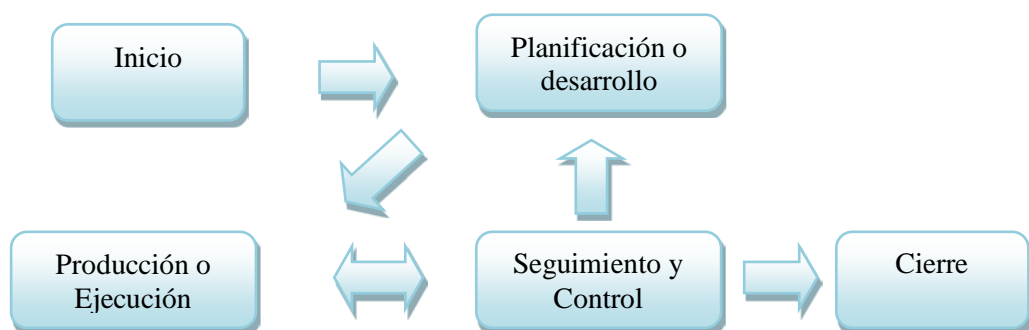 Inicio
Planificación o
desarrollo
Producción o
Ejecución
Seguimiento y
Control
Cierre